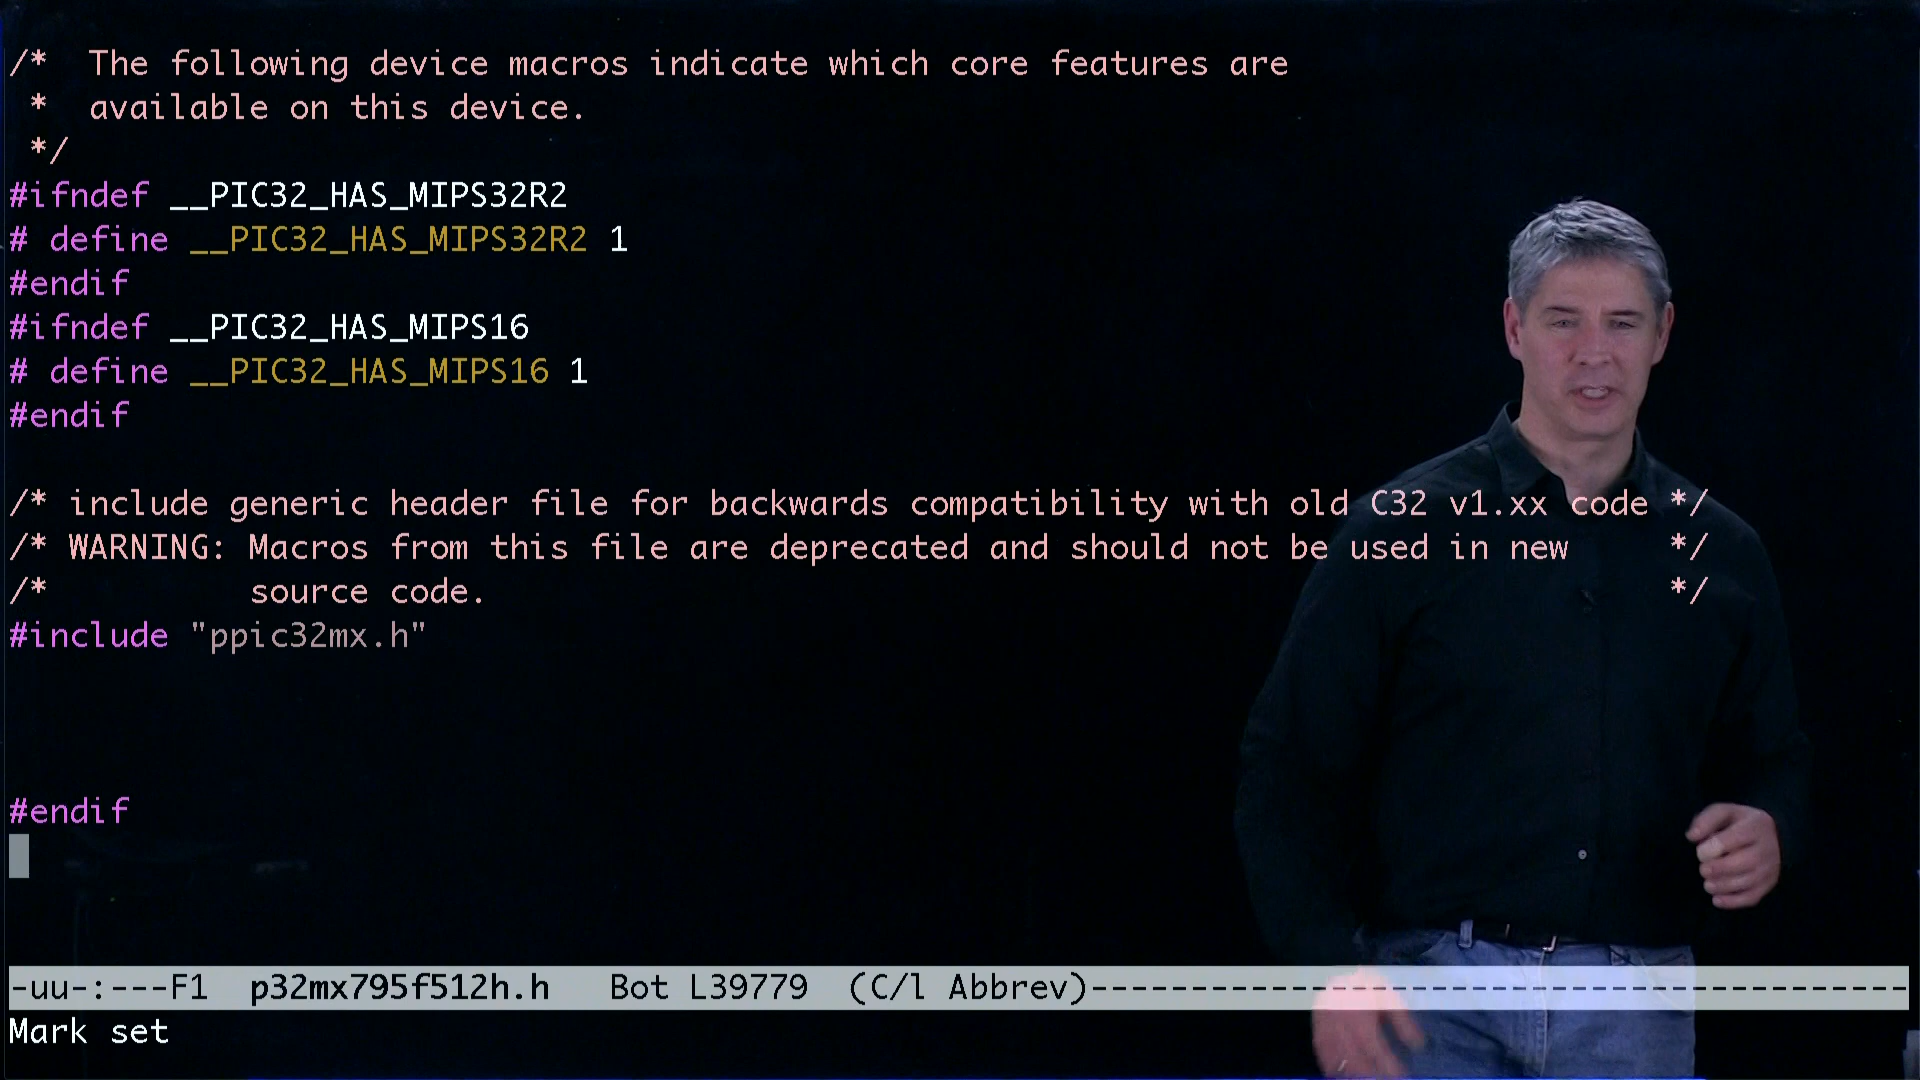 /*  The following device macros indicate which core features are
 *  available on this device.
 */
#ifndef __PIC32_HAS_MIPS32R2
# define __PIC32_HAS_MIPS32R2 1
#endif
#ifndef __PIC32_HAS_MIPS16
# define __PIC32_HAS_MIPS16 1
#endif
/* include generic header file for backwards compatibility with old C32 v1.xx code */
/* WARNING: Macros from this file are deprecated and should not be used in new     */
/*          source code.                                                           */
#include "ppic32mx.h"
#endif
-uu-:---F1  p32mx795f512h.h   Bot L39779  (C/l Abbrev)-----------------------------------------
Mark set